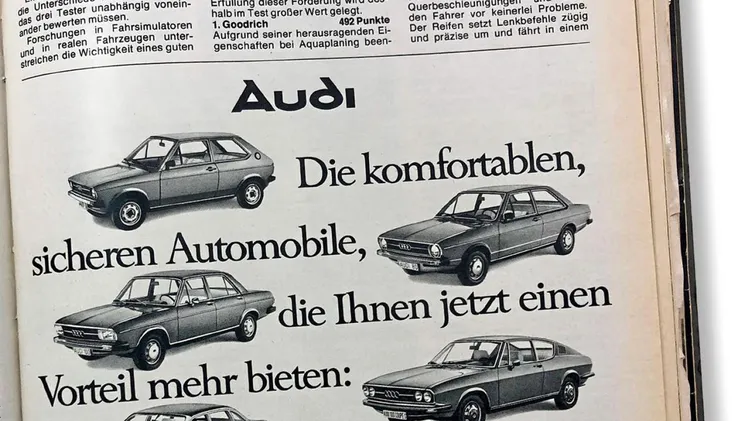 die Unterschiede
das drei Tester unabhängig vonein-
ander bewerten müssen.
Forschungen in Fahrsimulatoren
und in realen Fahrzeugen unter-
streichen die Wichtigkeit eines guten
Erfüllung dieser Forderung wird des-
halb im Test großer Wert gelegt.
1. Goodrich 492 Punkte
Aufgrund seiner herausragenden Ei-
genschaften bei Aquaplaning been-
Querbeschleunigungen
den Fahrer vor keinerlei Probleme.
Der Reifen setzt Lenkbefehle zügig
und präzise um und fährt in einem
Audi
Die komfortablen,
sicheren Automobile,
die Ihnen jetzt einen
Vorteil mehr bieten: